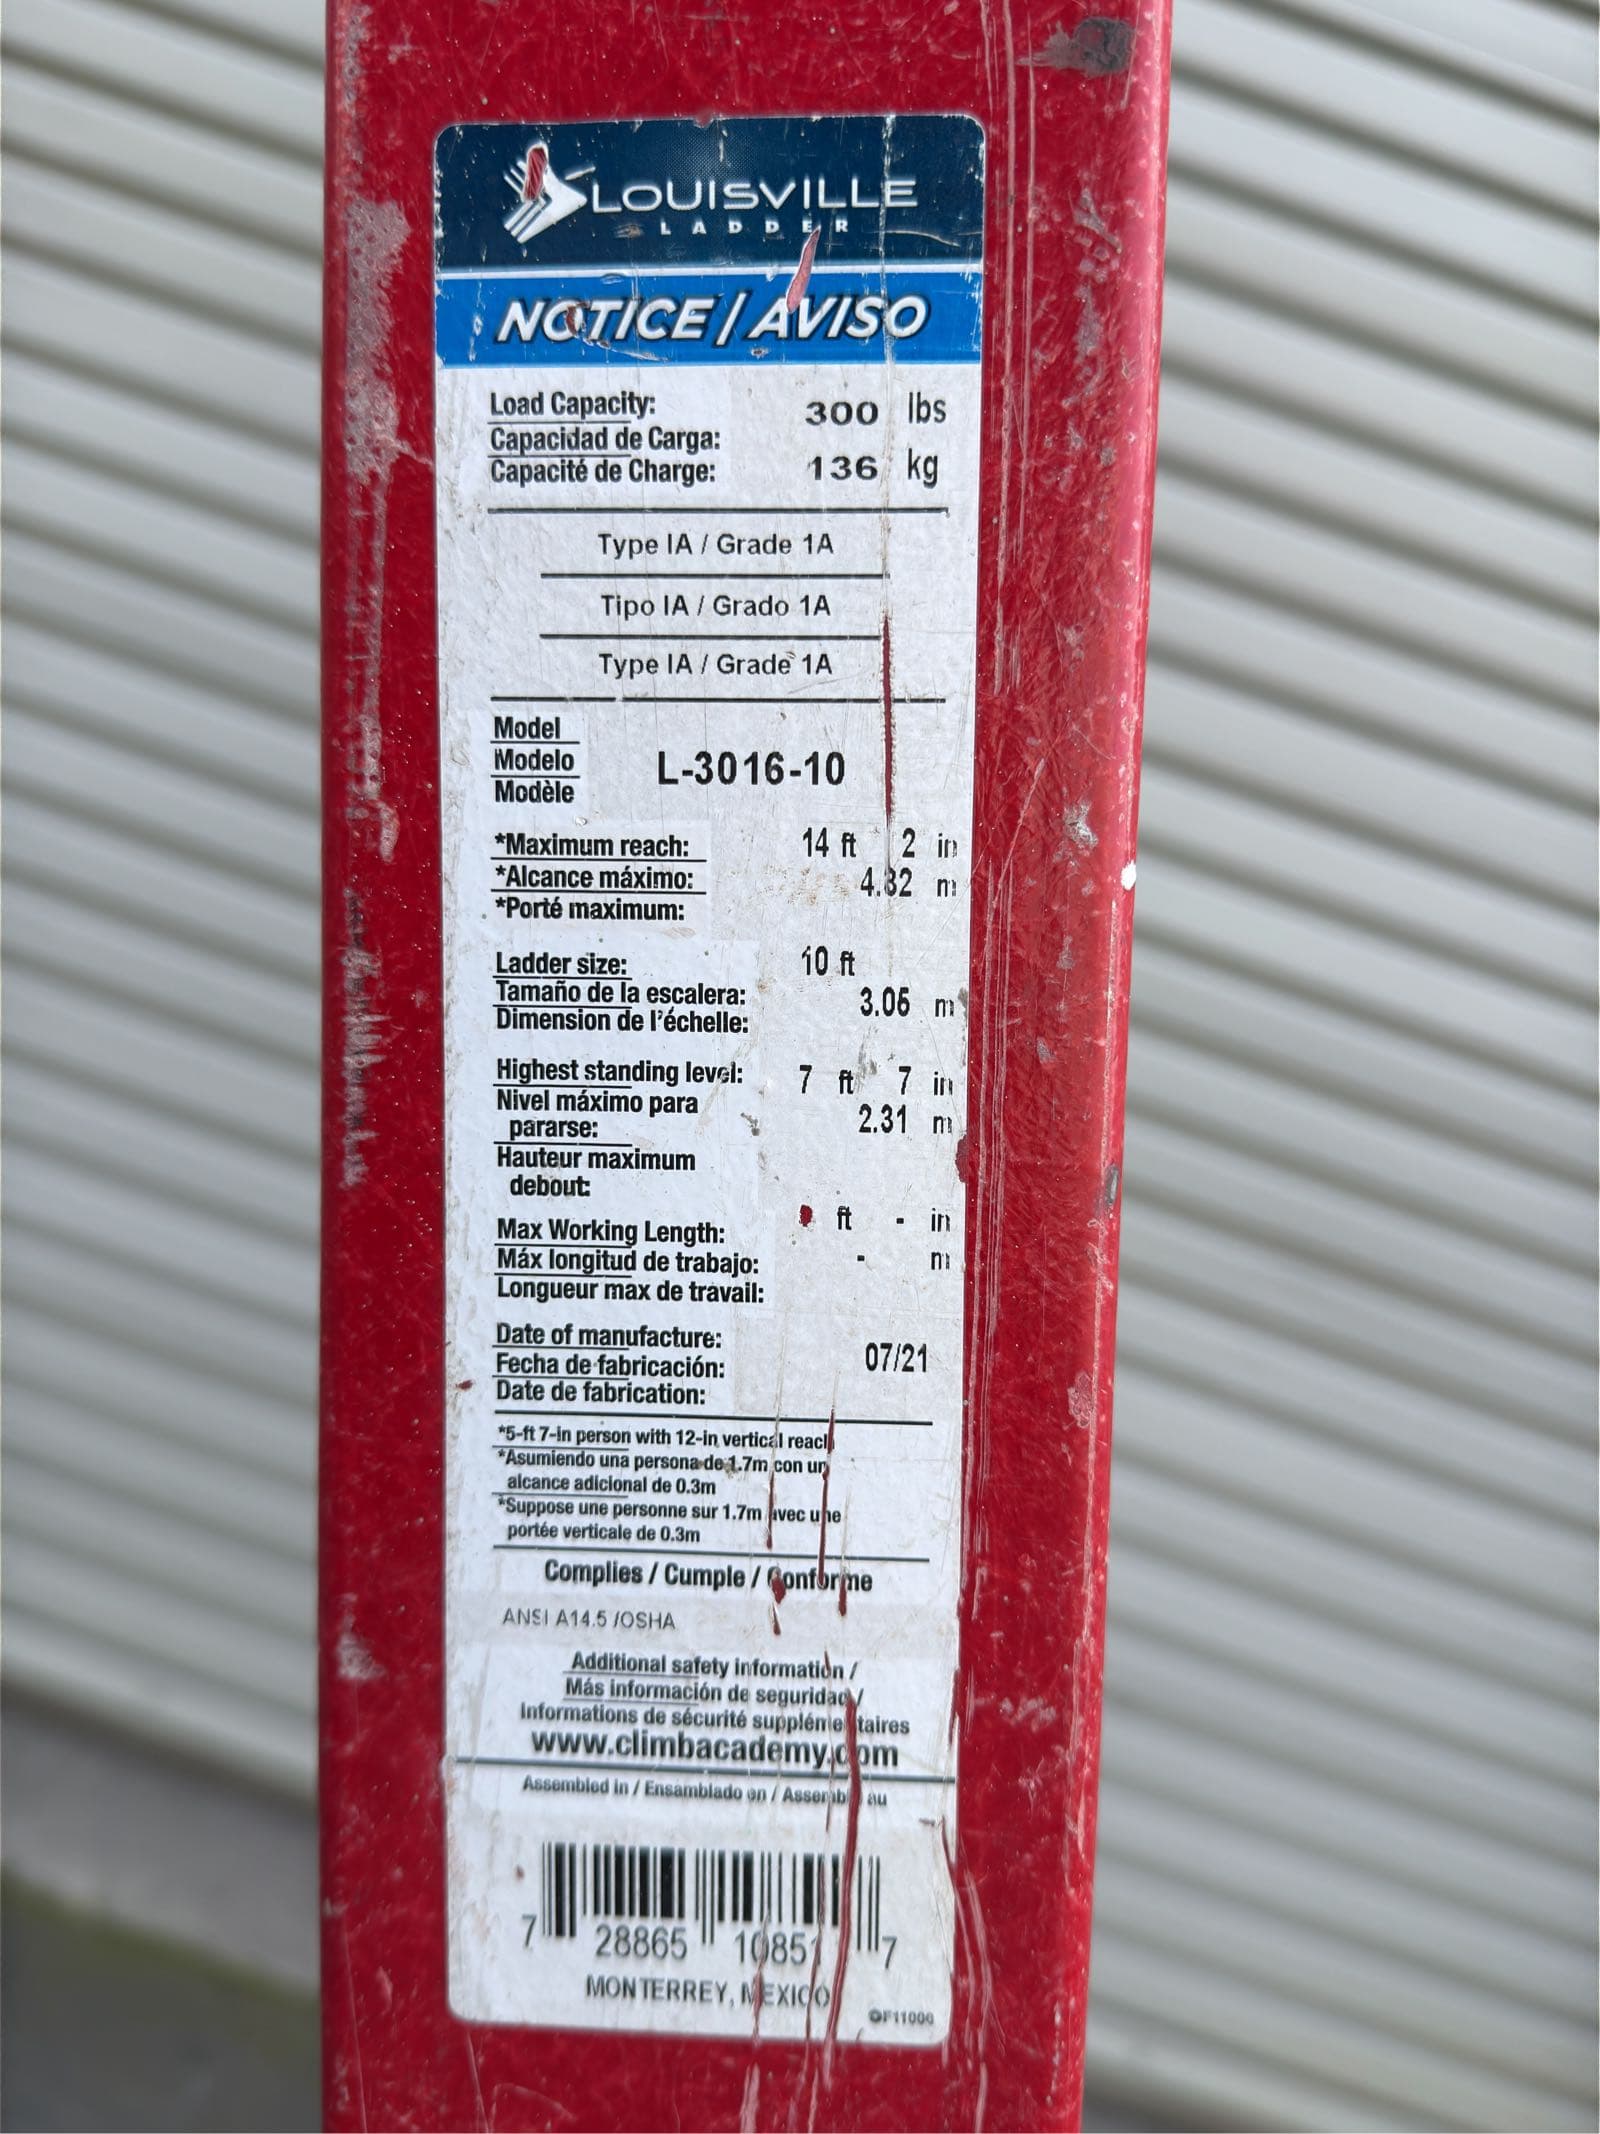 LOUISVILLE
LADDER
NOTICE / AVISO
Load Capacity: 300 lbs
Capacidad de Carga:
Capacité de Charge: 136 kg
Type IA / Grade 1A
Tipo IA / Grado 1A
Type IA / Grade 1A
Model
Modelo L-3016-10
Modèle
*Maximum reach: 14 ft 2 in
*Alcance máximo: 4.32 m
*Porté maximum:
Ladder size: 10 ft
Tamaño de la escalera: 3.05 m
Dimension de l'échelle:
Highest standing level: 7 ft 7 in
Nivel máximo para 2.31 m
pararse:
Hauteur maximum
debout:
Max Working Length: ft - in
Máx longitud de trabajo: - m
Longueur max de travail:
Date of manufacture:
Fecha de fabricación: 07/21
Date de fabrication:
*5-ft 7-in person with 12-in vertical reach
*Asumiendo una persona de 1.7m con un
alcance adicional de 0.3m
*Suppose une personne sur 1.7m avec une
portée verticale de 0.3m
Complies / Cumple / Conforme
ANSI A14.5 /OSHA
Additional safety information /
Más información de seguridad /
Informations de sécurité supplémentaires
www.climbacademy.com
Assembled in / Ensamblado en / Assemblé au
7 28865 10851 7
MONTERREY, MEXICO